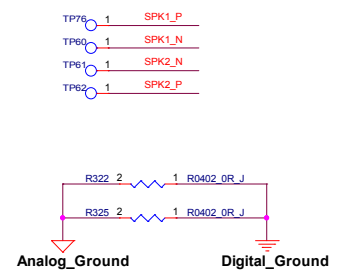 TP76 1 SPK1_P
TP60 1 SPK1_N
TP61 1 SPK2_N
TP62 1 SPK2_P
R322 2 1 R0402_0R_J
R325 2 1 R0402_0R_J
Analog_Ground Digital_Ground